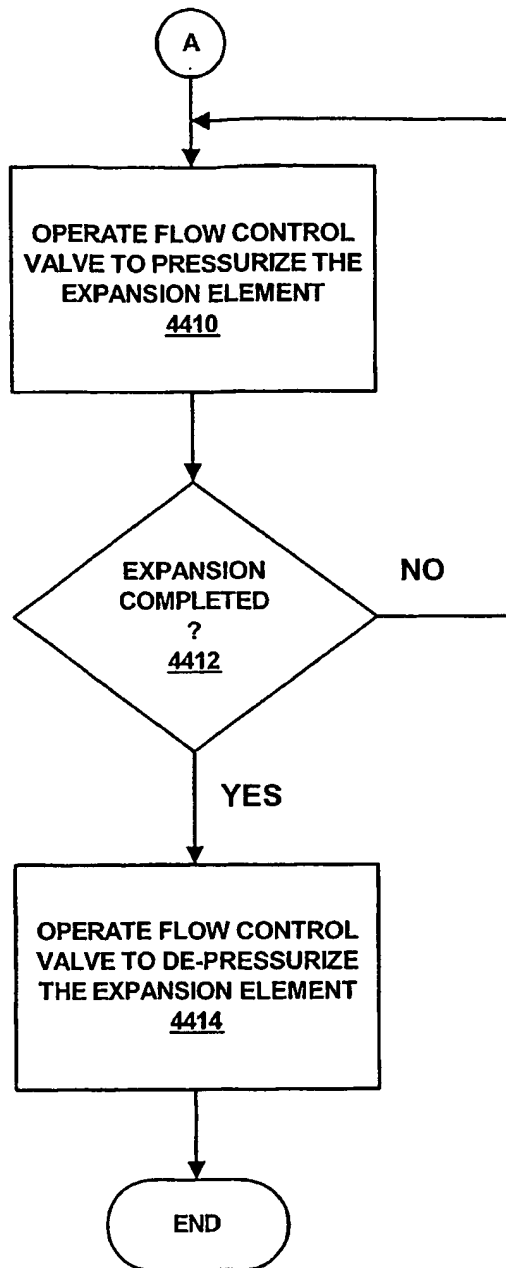 A
OPERATE FLOW CONTROL
VALVE TO PRESSURIZE THE
EXPANSION ELEMENT
4410
EXPANSION
COMPLETED
?
4412
NO
YES
OPERATE FLOW CONTROL
VALVE TO DE-PRESSURIZE
THE EXPANSION ELEMENT
4414
END